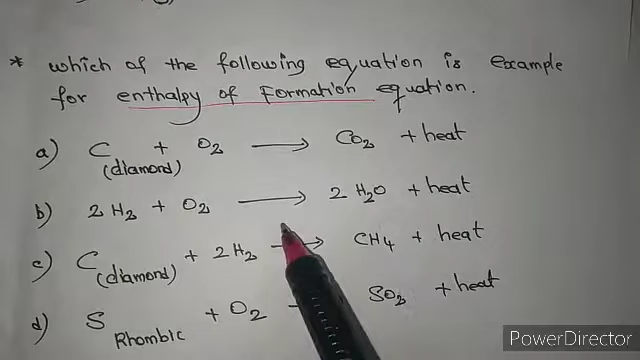 * which of the following equation is example
for enthalpy of Formation equation.
a) C (diamond) + O2 → CO2 + heat
b) 2 H2 + O2 → 2 H2O + heat
c) C (diamond) + 2 H2 → CH4 + heat
d) S Rhombic + O2 → SO2 + heat
PowerDirector